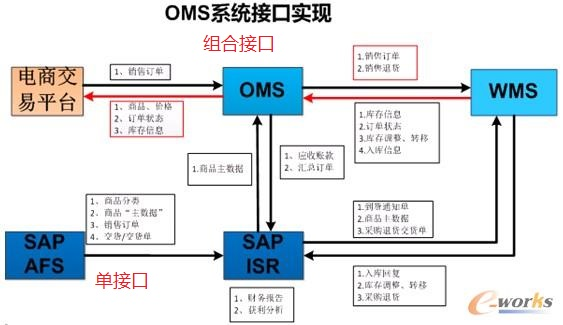 OMS系统接口实现
组合接口
电商交
易平台
1、销售订单
OMS
1.销售订单
2.销售退货
WMS
1、商品、价格
2、订单状态
3、库存信息
1.库存信息
2.订单状态
3.库存调整、转移
4.入库信息
1.商品主数据
1、应收账款
2、汇总订单
1、商品分类
2、商品“主数据”
3、销售订单
4、交货/交货单
1.到货通知单
2.商品主数据
3.采购退货交货单
SAP
AFS
单接口
SAP
ISR
1.入库回复
2.库存调整、转移
3.采购退货
1、财务报告
2、获利分析
e-works